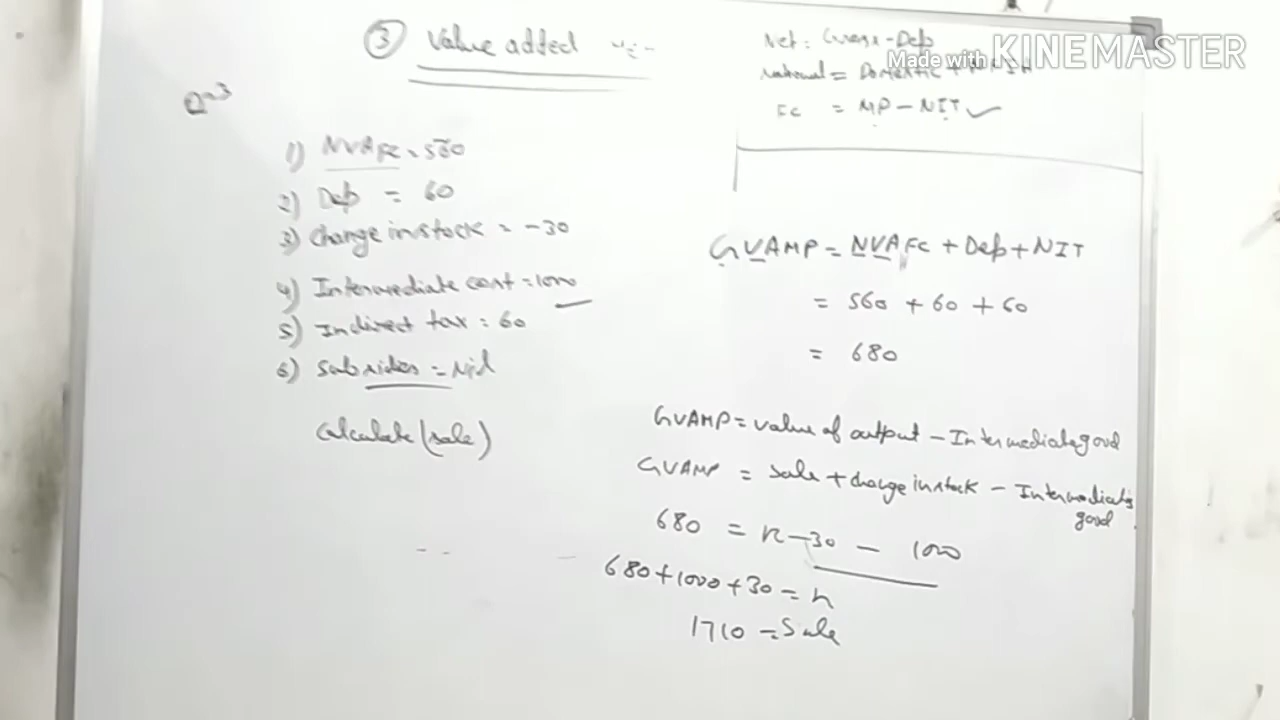 ③ Value added
Net = Gross - Dep
National = Domestic + NFIA
FC = MP - NIT ✓
Made with KINEMASTER
Qn 3
1) NVAFC = 560
2) Dep = 60
3) Change in stock = -30
4) Intermediate cost = 1000
5) Indirect tax = 60
6) Subsidies = Nil
Calculate (sale)
GVAMP = NVAFC + Dep + NIT
= 560 + 60 + 60
= 680
GVAMP = value of output - Intermediate good
GVAMP = Sale + change in stock - Intermediate
good
680 = x - 30 - 1000
680 + 1000 + 30 = x
1710 = Sale